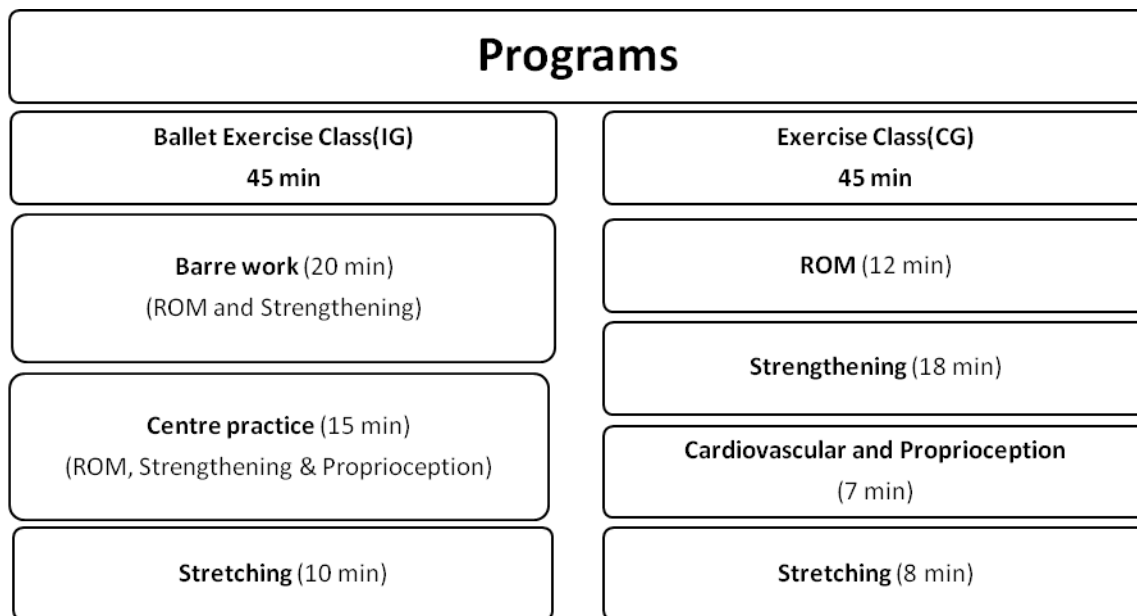 Programs
Ballet Exercise Class(IG)
45 min
Barre work (20 min)
(ROM and Strengthening)
Centre practice (15 min)
(ROM, Strengthening & Proprioception)
Stretching (10 min)
Exercise Class(CG)
45 min
ROM (12 min)
Strengthening (18 min)
Cardiovascular and Proprioception
(7 min)
Stretching (8 min)